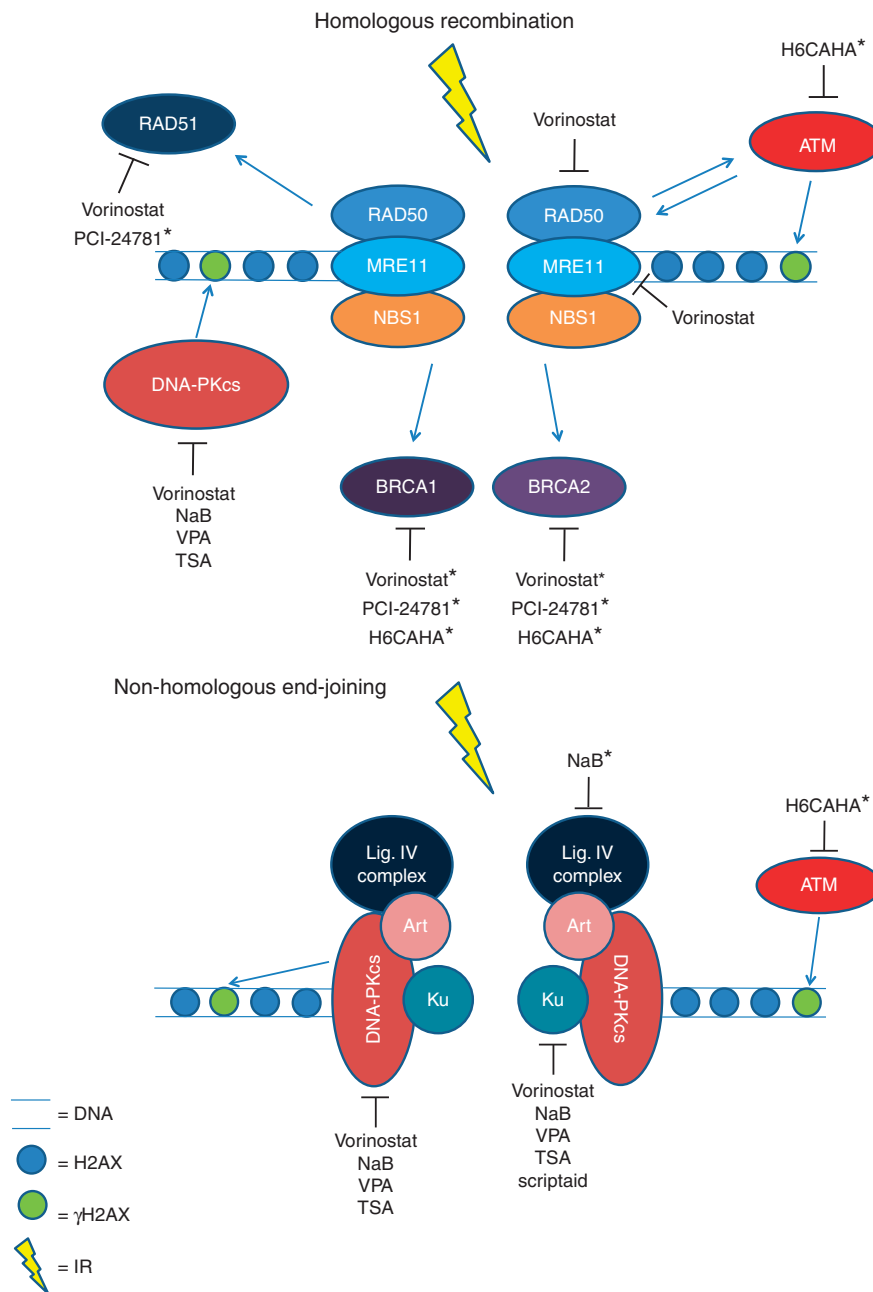 Homologous recombination
H6CAHA*
ATM
RAD51
Vorinostat
Vorinostat
PCI-24781*
RAD50
RAD50
MRE11
MRE11
NBS1
NBS1
Vorinostat
DNA-PKcs
Vorinostat
NaB
VPA
TSA
BRCA1
BRCA2
Vorinostat*
PCI-24781*
H6CAHA*
Vorinostat*
PCI-24781*
H6CAHA*
Non-homologous end-joining
NaB*
H6CAHA*
Lig. IV
complex
Lig. IV
complex
ATM
Art
Art
DNA-PKcs
Ku
Ku
DNA-PKcs
Vorinostat
NaB
VPA
TSA
Vorinostat
NaB
VPA
TSA
scriptaid
= DNA
= H2AX
= γH2AX
= IR